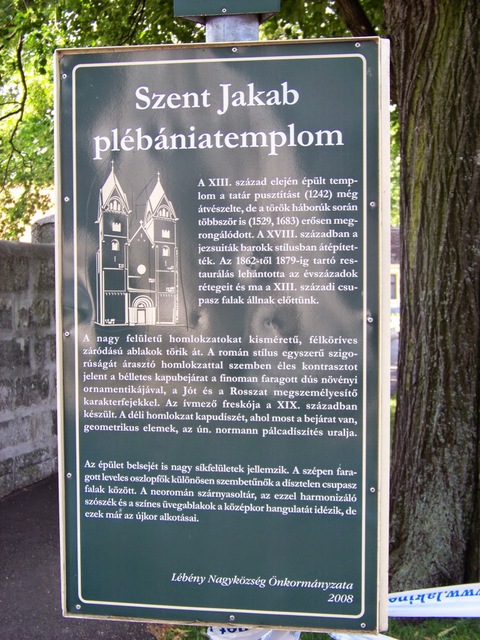 Szent Jakab
plébániatemplom
A XIII. század elején épült temp-
lom a tatár pusztítást (1242) még
átvészelte, de a török háborúk során
többször is (1529, 1683) erősen meg-
rongálódott. A XVIII. században a
jezsuiták barokk stílusban átépítet-
ték. Az 1862-től 1879-ig tartó res-
taurálás lehántotta az évszázadok
rétegeit és ma a XIII. századi csu-
pasz falak állnak előttünk.
A nagy felületű homlokzatokat kisméretű, félköríves
záródású ablakok törik át. A román stílus egyszerű szigo-
rúságát árasztó homlokzattal szemben éles kontrasztot
jelent a bélletes kapubejárat a finoman faragott dús növényi
ornamentikájával, a Jót és a Rosszat megszemélyesítő
karakterfejekkel. Az ívmező freskója a XIX. században
készült. A déli homlokzat kapudíszét, ahol most a bejárat van,
geometrikus elemek, az ún. normann pálcadíszítés uralja.
Az épület belsejét is nagy síkfelületek jellemzik. A szépen fara-
gott leveles oszlopfők különösen szembetűnők a dísztelen csupasz
falak között. A neoromán szárnyasoltár, az ezzel harmonizáló
szószék és a színes üvegablakok a középkor hangulatát idézik, de
ezek már az újkor alkotásai.
Lébény Nagyközség Önkormányzata
2008